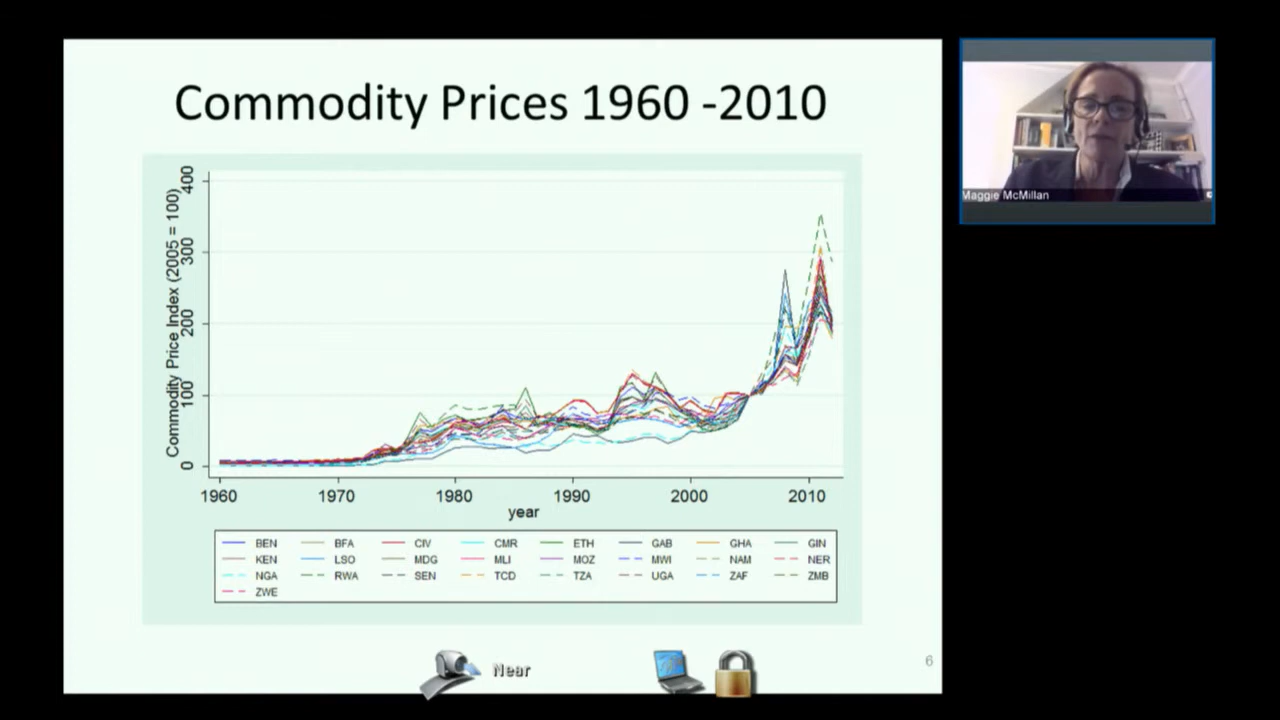 Commodity Prices 1960 -2010
Maggie McMillan
Commodity Price Index (2005 = 100)
400
300
200
100
0
1960 1970 1980 1990 2000 2010
year
BEN BFA CIV CMR ETH GAB GHA GIN
KEN LSO MDG MLI MOZ MWI NAM NER
NGA RWA SEN TCD TZA UGA ZAF ZMB
ZWE
6
Near